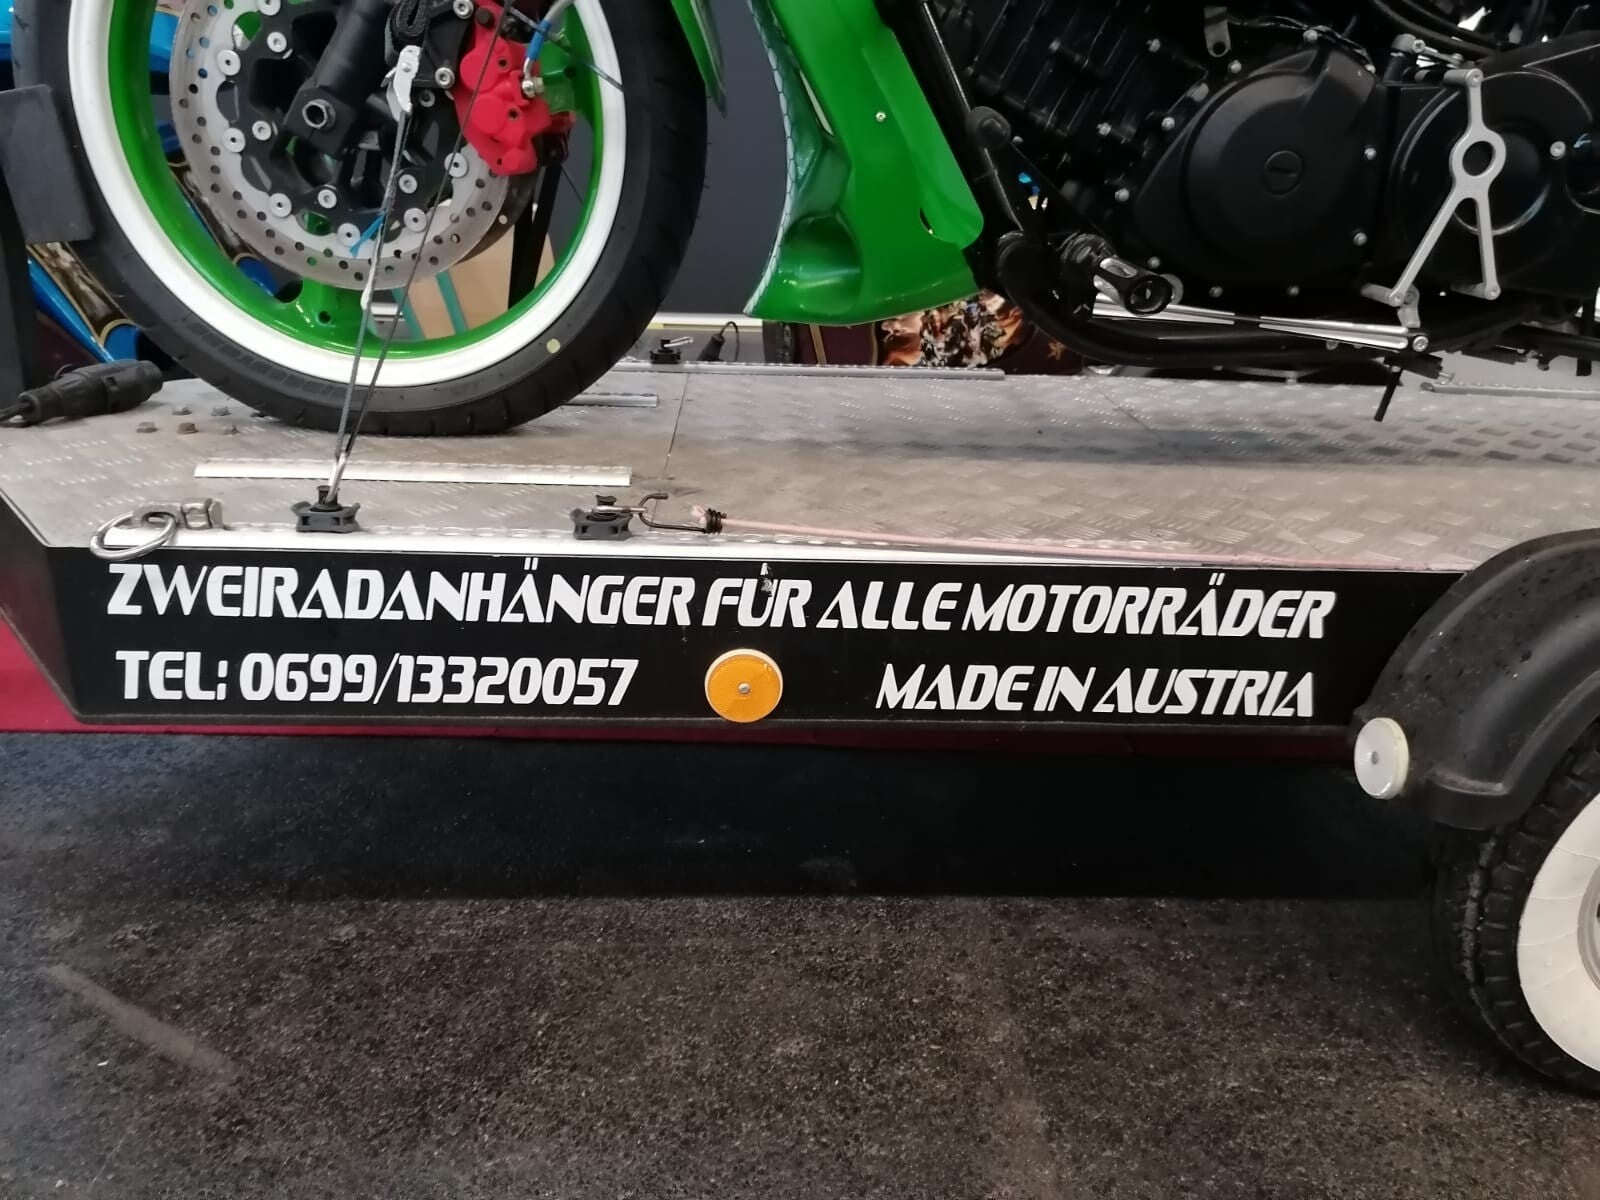 ZWEIRADANHÄNGER FÜR ALLE MOTORRÄDER
TEL: 0699/13320057 MADE IN AUSTRIA